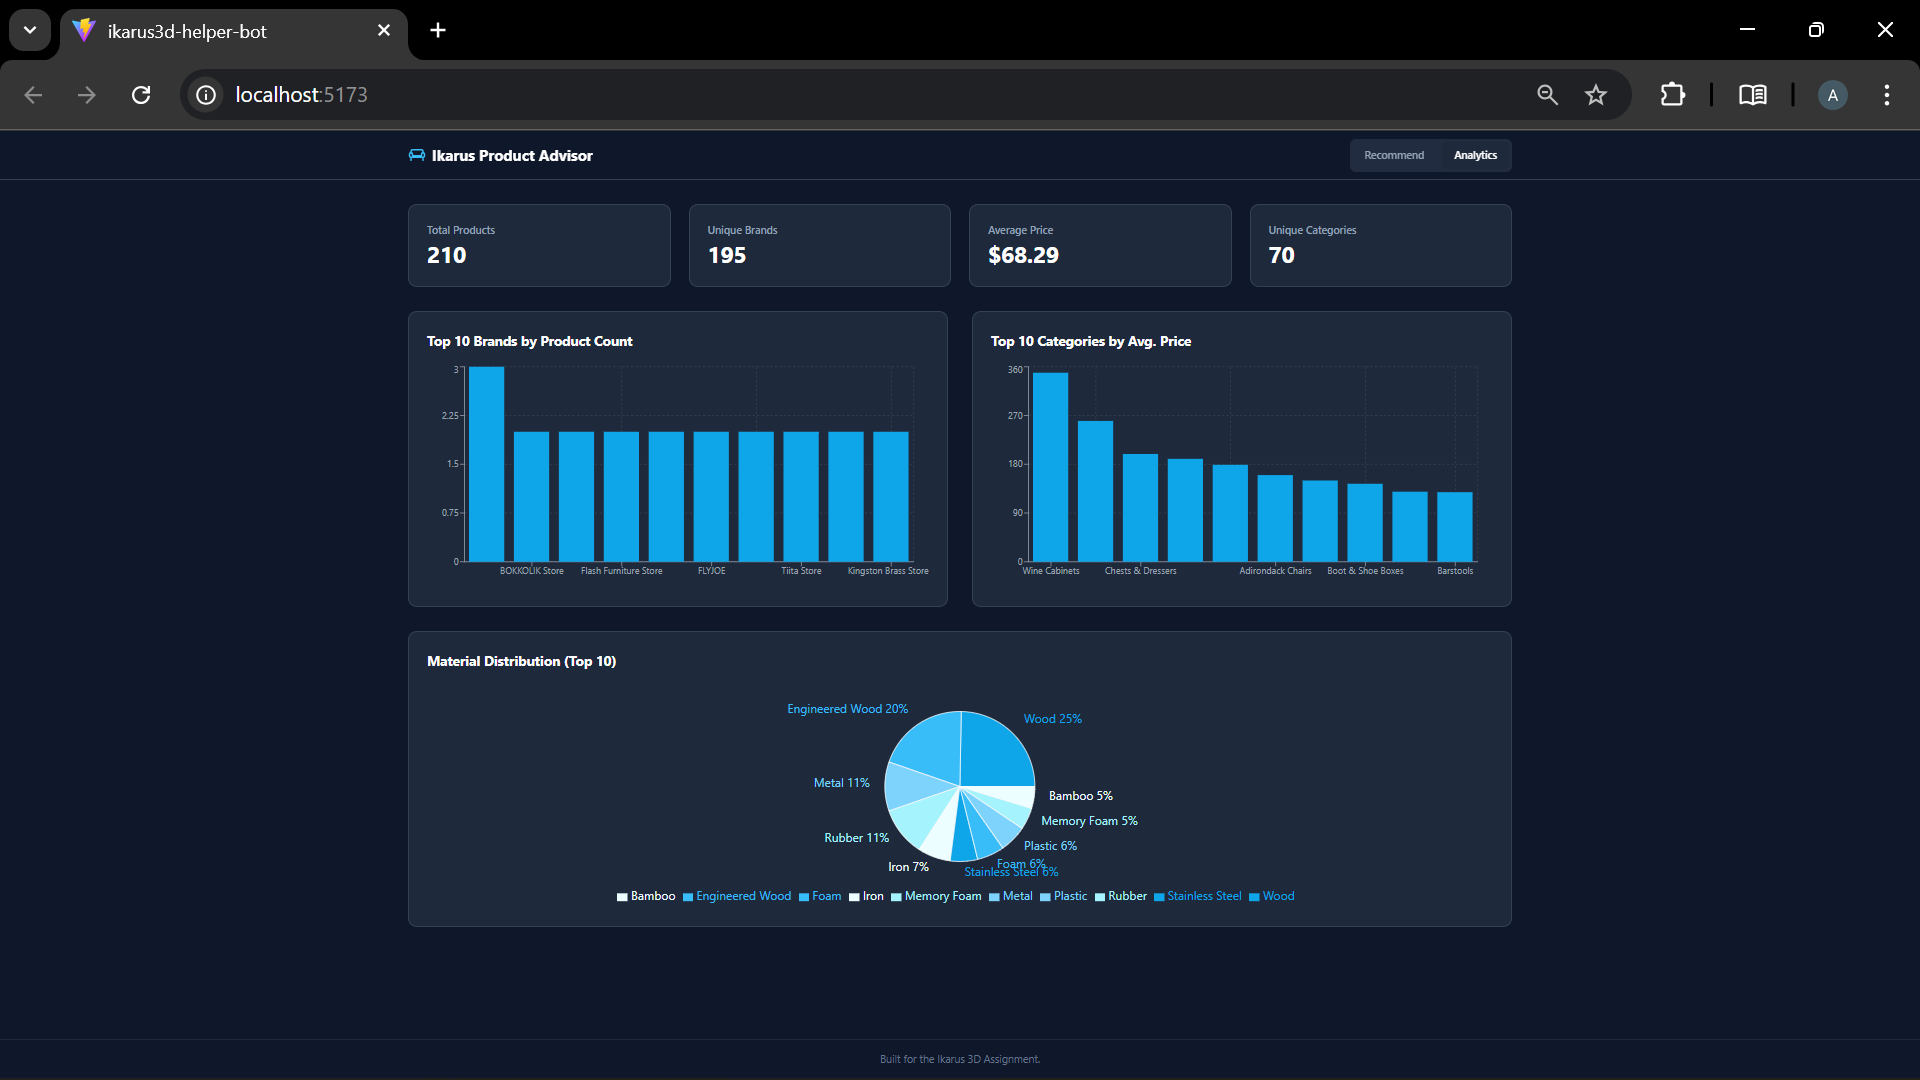 ikarus3d-helper-bot
localhost:5173
A
Ikarus Product Advisor
Recommend
Analytics
Total Products
210
Unique Brands
195
Average Price
$68.29
Unique Categories
70
Top 10 Brands by Product Count
3
2.25
1.5
0.75
0
BOKKOLIK Store
Flash Furniture Store
FLYJOE
Tiita Store
Kingston Brass Store
Top 10 Categories by Avg. Price
360
270
180
90
0
Wine Cabinets
Chests & Dressers
Adirondack Chairs
Boot & Shoe Boxes
Barstools
Material Distribution (Top 10)
Engineered Wood 20%
Wood 25%
Metal 11%
Bamboo 5%
Memory Foam 5%
Rubber 11%
Plastic 6%
Iron 7%
Foam 6%
Stainless Steel 6%
Bamboo Engineered Wood Foam Iron Memory Foam Metal Plastic Rubber Stainless Steel Wood
Built for the Ikarus 3D Assignment.